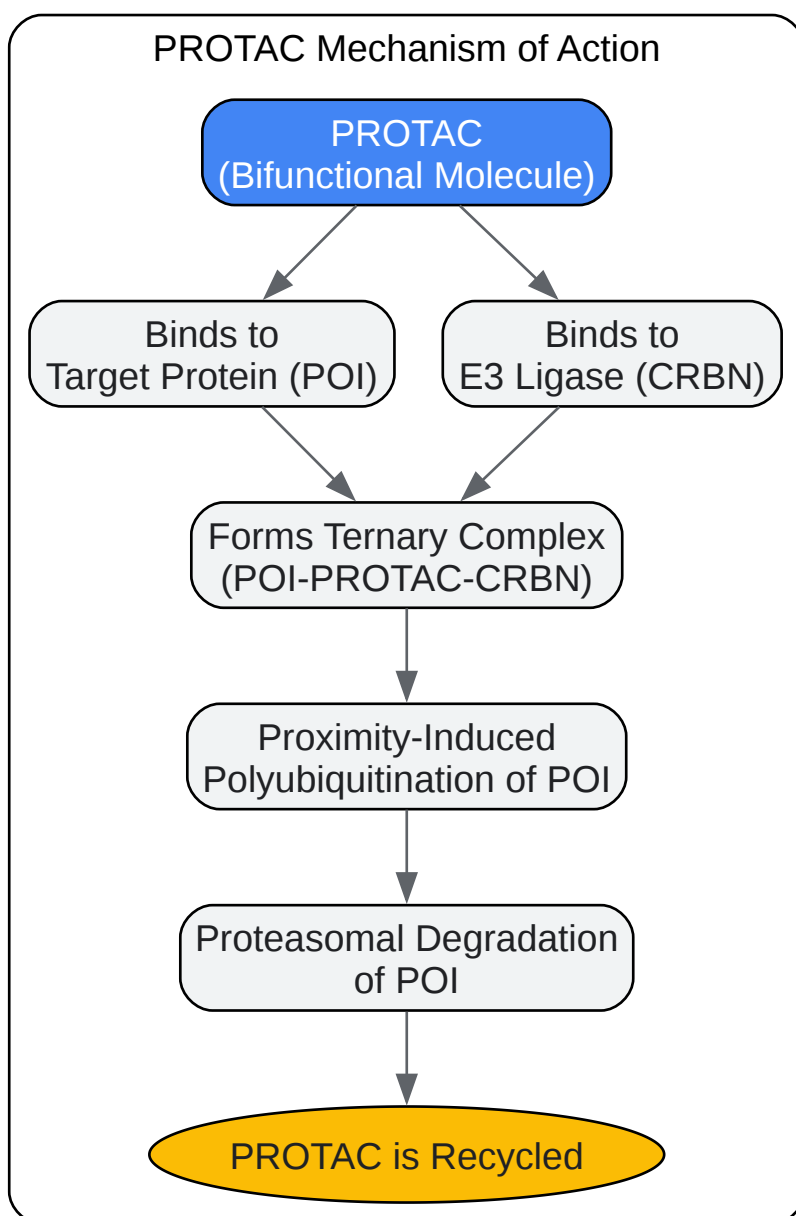 PROTAC Mechanism of Action
PROTAC
(Bifunctional Molecule)
Binds to
Target Protein (POI)
Binds to
E3 Ligase (CRBN)
Forms Ternary Complex
(POI-PROTAC-CRBN)
Proximity-Induced
Polyubiquitination of POI
Proteasomal Degradation
of POI
PROTAC is Recycled